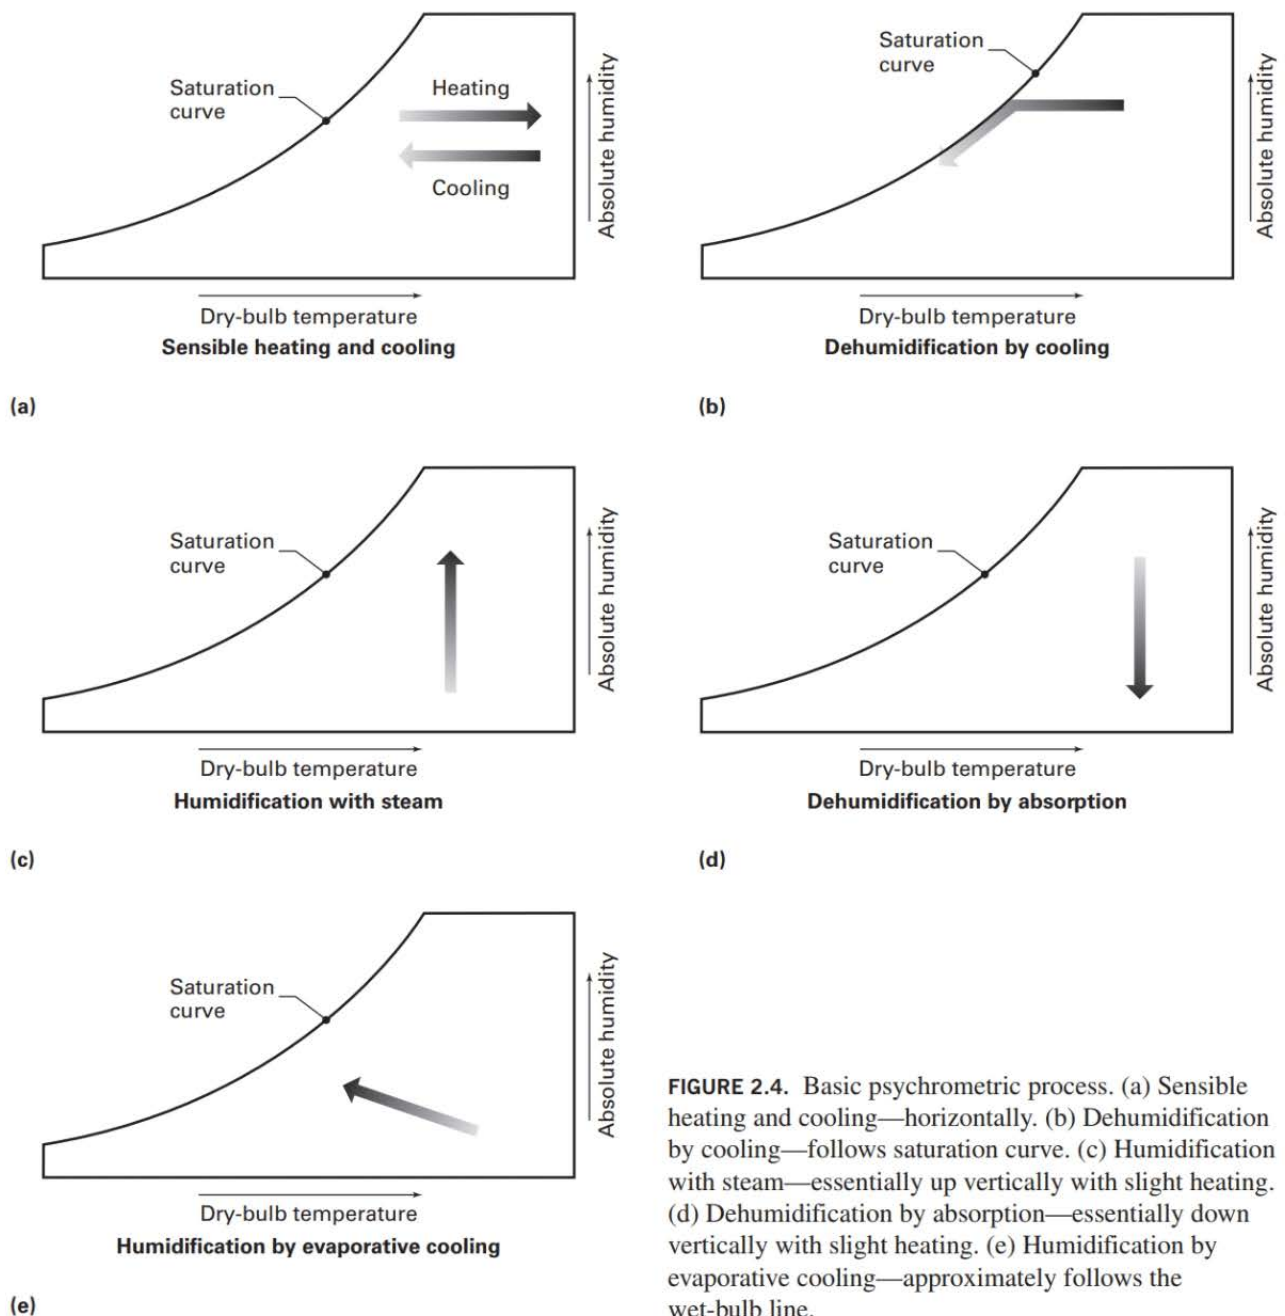 Saturation
curve
Heating
Cooling
Absolute humidity
Dry-bulb temperature
Sensible heating and cooling
(a)
Saturation
curve
Absolute humidity
Dry-bulb temperature
Dehumidification by cooling
(b)
Saturation
curve
Absolute humidity
Dry-bulb temperature
Humidification with steam
(c)
Saturation
curve
Absolute humidity
Dry-bulb temperature
Dehumidification by absorption
(d)
Saturation
curve
Absolute humidity
Dry-bulb temperature
Humidification by evaporative cooling
(e)
FIGURE 2.4. Basic psychrometric process. (a) Sensible
heating and cooling—horizontally. (b) Dehumidification
by cooling—follows saturation curve. (c) Humidification
with steam—essentially up vertically with slight heating.
(d) Dehumidification by absorption—essentially down
vertically with slight heating. (e) Humidification by
evaporative cooling—approximately follows the
wet-bulb line.